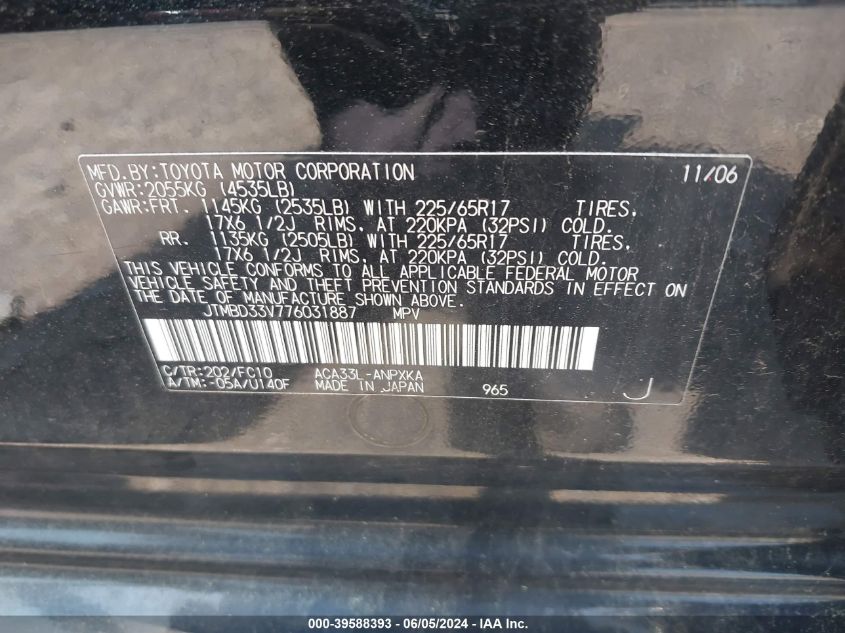 MFD. BY: TOYOTA MOTOR CORPORATION 11/06
GVWR: 2055KG (4535LB)
GAWR: FRT. 1145KG (2535LB) WITH 225/65R17 TIRES,
17X6 1/2J RIMS, AT 220KPA (32PSI) COLD.
RR. 1135KG (2505LB) WITH 225/65R17 TIRES,
17X6 1/2J RIMS, AT 220KPA (32PSI) COLD.
THIS VEHICLE CONFORMS TO ALL APPLICABLE FEDERAL MOTOR
VEHICLE SAFETY AND THEFT PREVENTION STANDARDS IN EFFECT ON
THE DATE OF MANUFACTURE SHOWN ABOVE.
JTMBD33V776031887 MPV
C/TR: 202/FC10 ACA33L-ANPXKA
A/TM: -05A/U140F MADE IN JAPAN 965 J
000-39588393 - 06/05/2024 - IAA Inc.